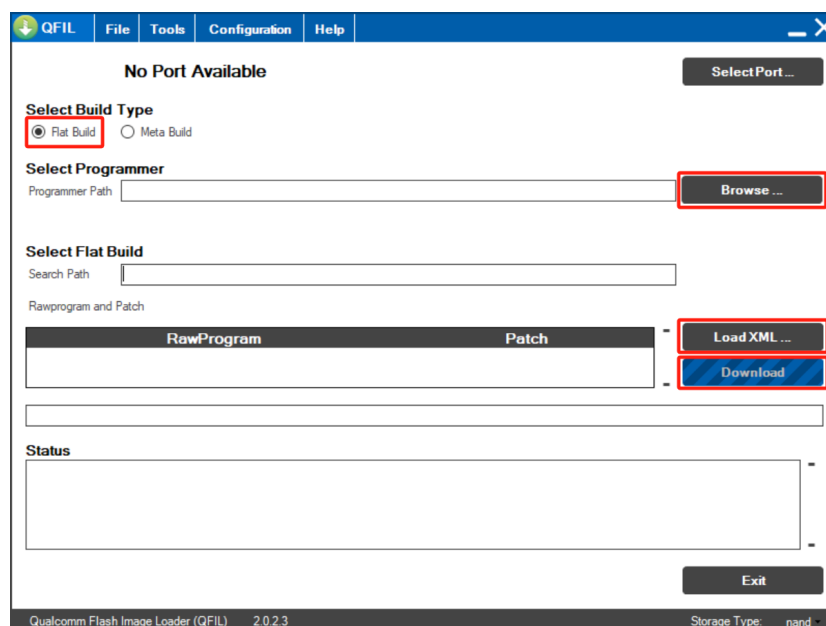 QFIL File Tools Configuration Help
No Port Available Select Port ...
Select Build Type
Flat Build Meta Build
Select Programmer
Programmer Path Browse ...
Select Flat Build
Search Path
Rawprogram and Patch
RawProgram Patch Load XML ...
Download
Status
Exit
Qualcomm Flash Image Loader (QFIL) 2.0.2.3 Storage Type: nand